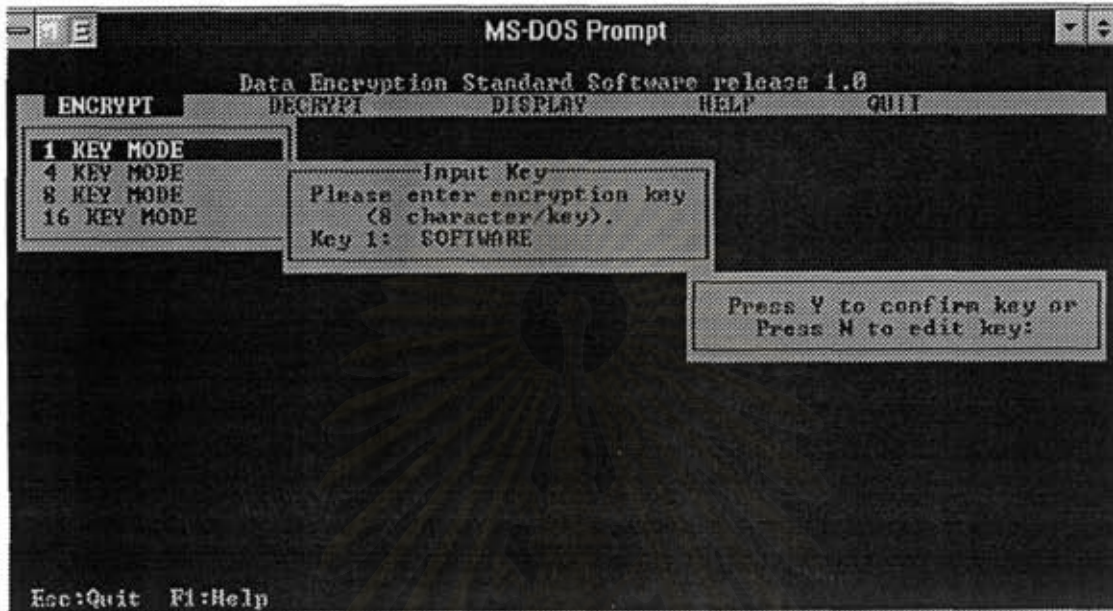 MS-DOS Prompt
Data Encryption Standard Software release 1.0
ENCRYPT DECRYPT DISPLAY HELP QUIT
1 KEY MODE
4 KEY MODE
8 KEY MODE
16 KEY MODE
Input Key
Please enter encryption key
(8 character/key).
Key 1: SOFTWARE
Press Y to confirm key or
Press N to edit key:
Esc:Quit F1:Help